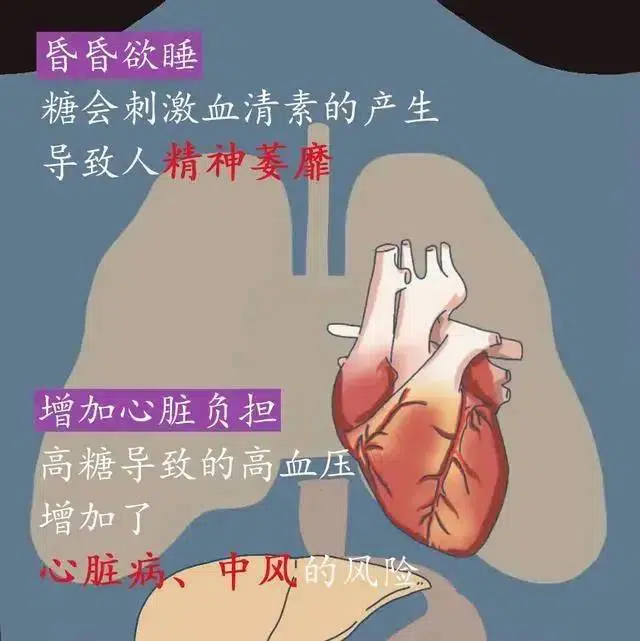 昏昏欲睡
糖会刺激血清素的产生
导致人精神萎靡
增加心脏负担
高糖导致的高血压
增加了
心脏病、中风的风险